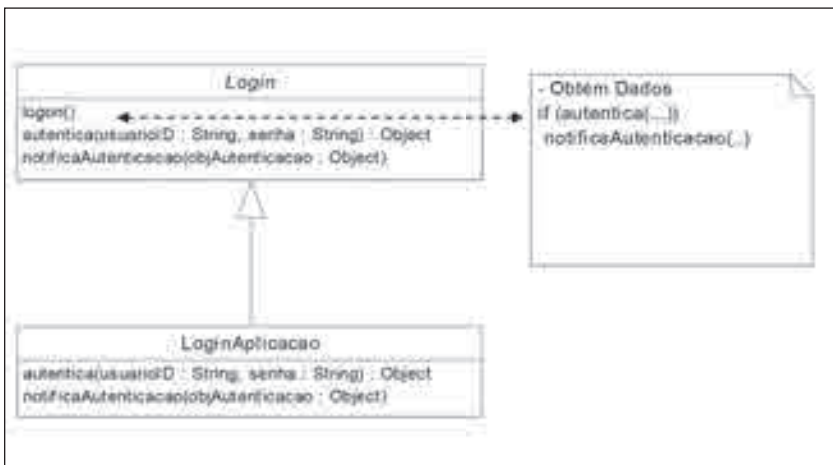 Login
logon()
autentica(usuarioID : String, senha : String) : Object
notificaAutenticacao(objAutenticacao : Object)
- Obtém Dados
if (autentica(...))
notificaAutenticacao(..)
LoginAplicacao
autentica(usuarioID : String, senha : String) : Object
notificaAutenticacao(objAutenticacao : Object)